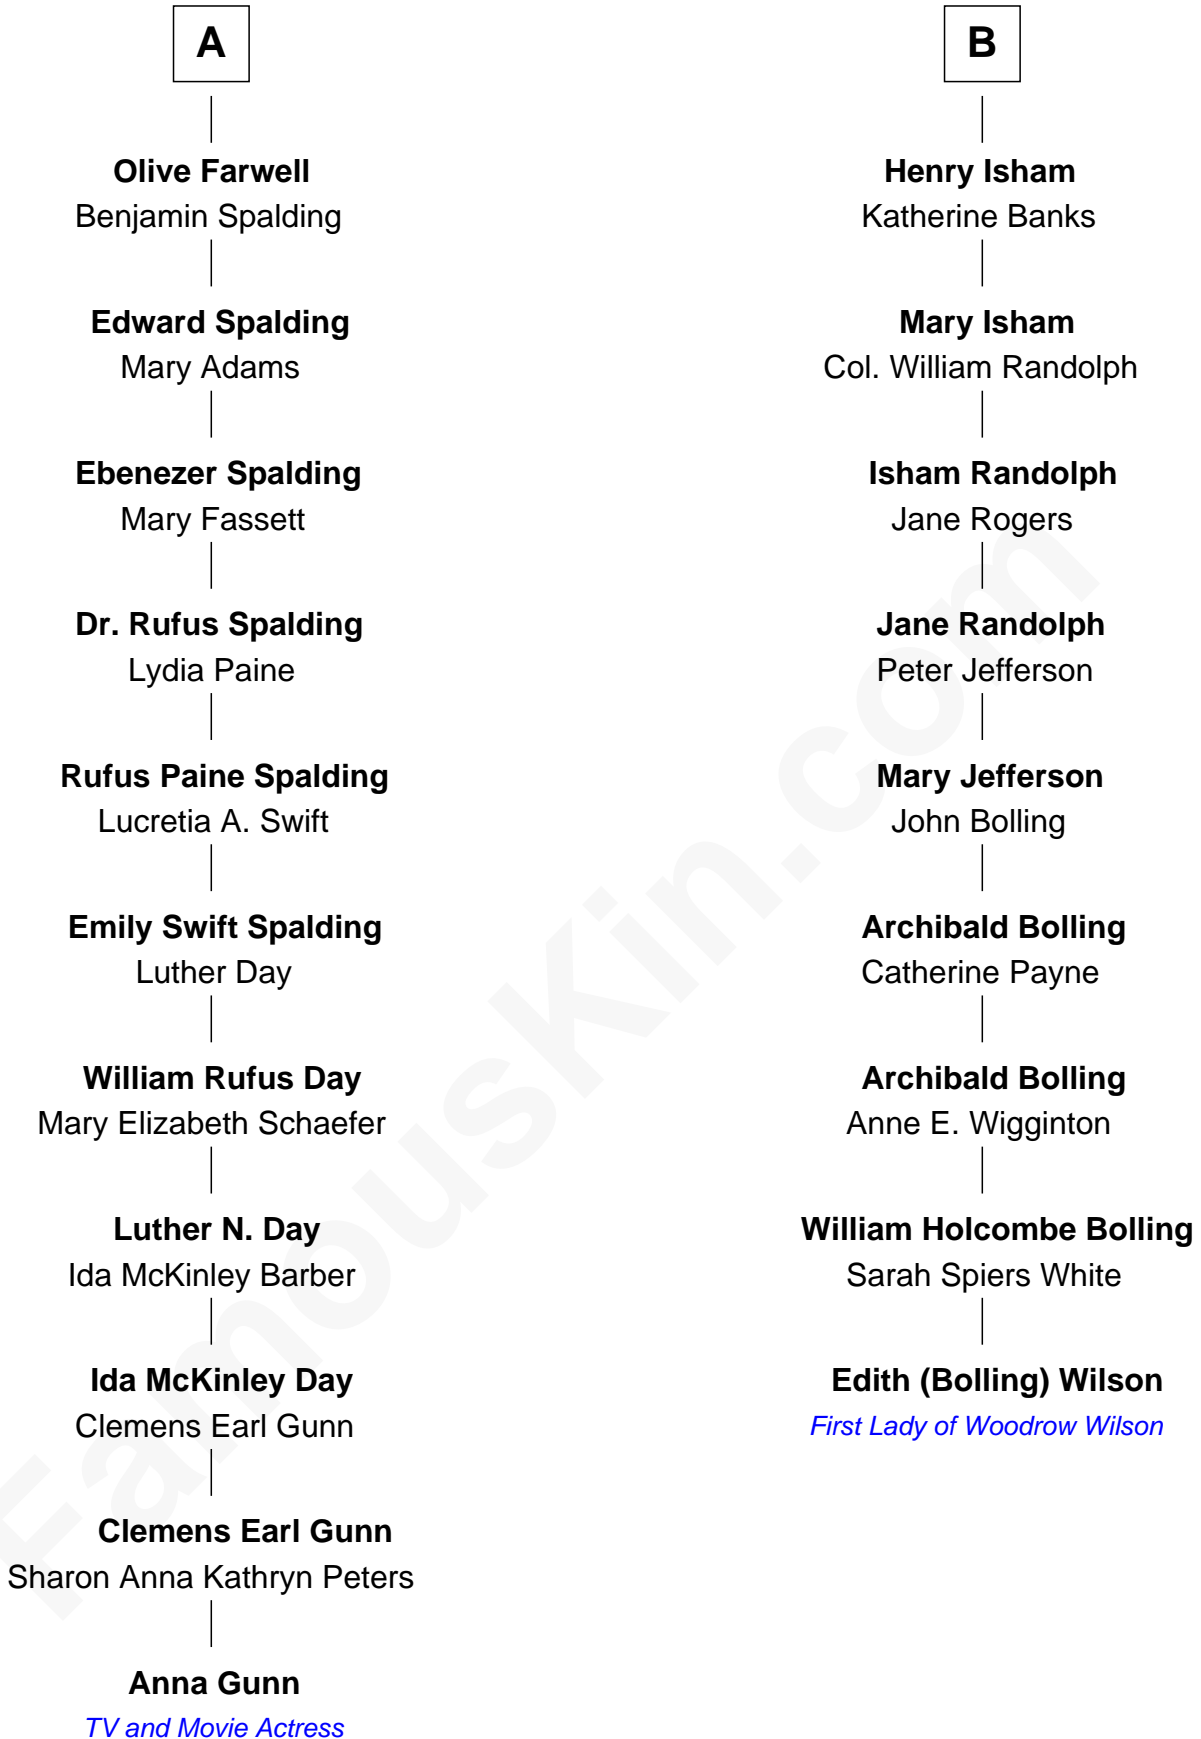 A
Olive Farwell
Benjamin Spalding
Edward Spalding
Mary Adams
Ebenezer Spalding
Mary Fassett
Dr. Rufus Spalding
Lydia Paine
Rufus Paine Spalding
Lucretia A. Swift
Emily Swift Spalding
Luther Day
William Rufus Day
Mary Elizabeth Schaefer
Luther N. Day
Ida McKinley Barber
Ida McKinley Day
Clemens Earl Gunn
Clemens Earl Gunn
Sharon Anna Kathryn Peters
Anna Gunn
TV and Movie Actress
B
Henry Isham
Katherine Banks
Mary Isham
Col. William Randolph
Isham Randolph
Jane Rogers
Jane Randolph
Peter Jefferson
Mary Jefferson
John Bolling
Archibald Bolling
Catherine Payne
Archibald Bolling
Anne E. Wigginton
William Holcombe Bolling
Sarah Spiers White
Edith (Bolling) Wilson
First Lady of Woodrow Wilson
FamousKin.com